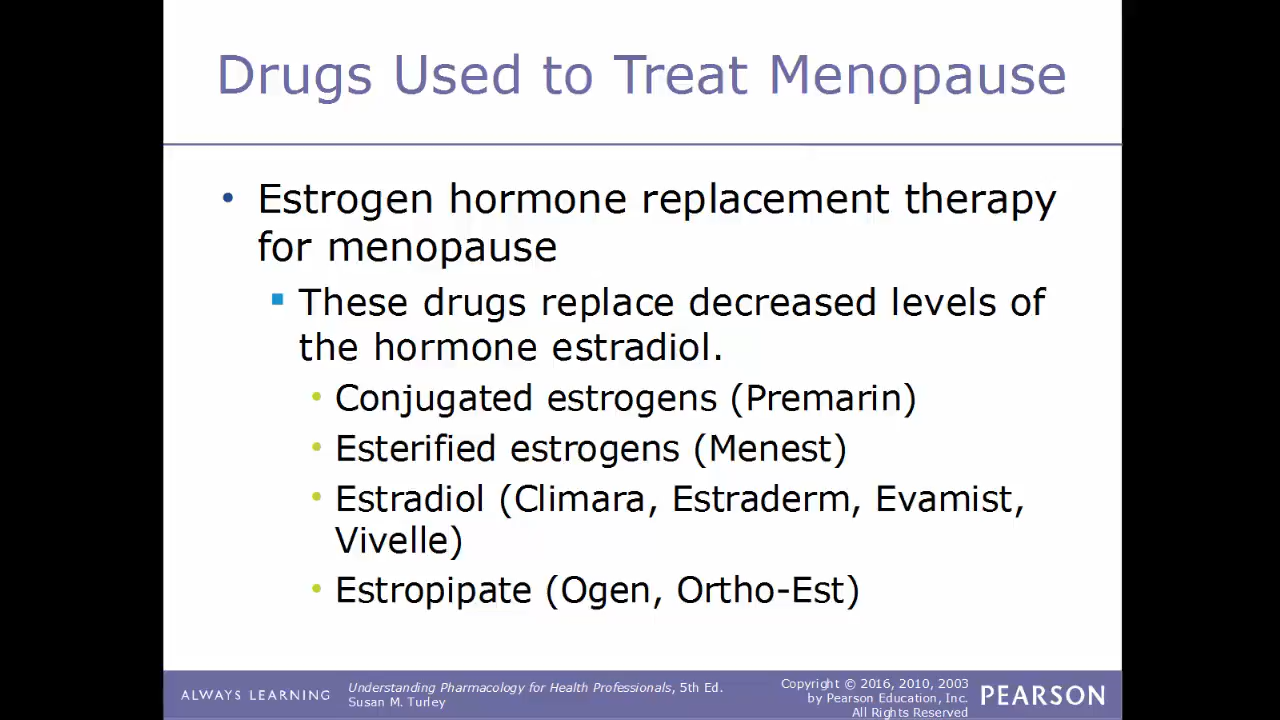 Drugs Used to Treat Menopause
• Estrogen hormone replacement therapy
for menopause
▪ These drugs replace decreased levels of
the hormone estradiol.
• Conjugated estrogens (Premarin)
• Esterified estrogens (Menest)
• Estradiol (Climara, Estraderm, Evamist,
Vivelle)
• Estropipate (Ogen, Ortho-Est)
ALWAYS LEARNING
Understanding Pharmacology for Health Professionals, 5th Ed.
Susan M. Turley
Copyright © 2016, 2010, 2003
by Pearson Education, Inc.
All Rights Reserved
PEARSON